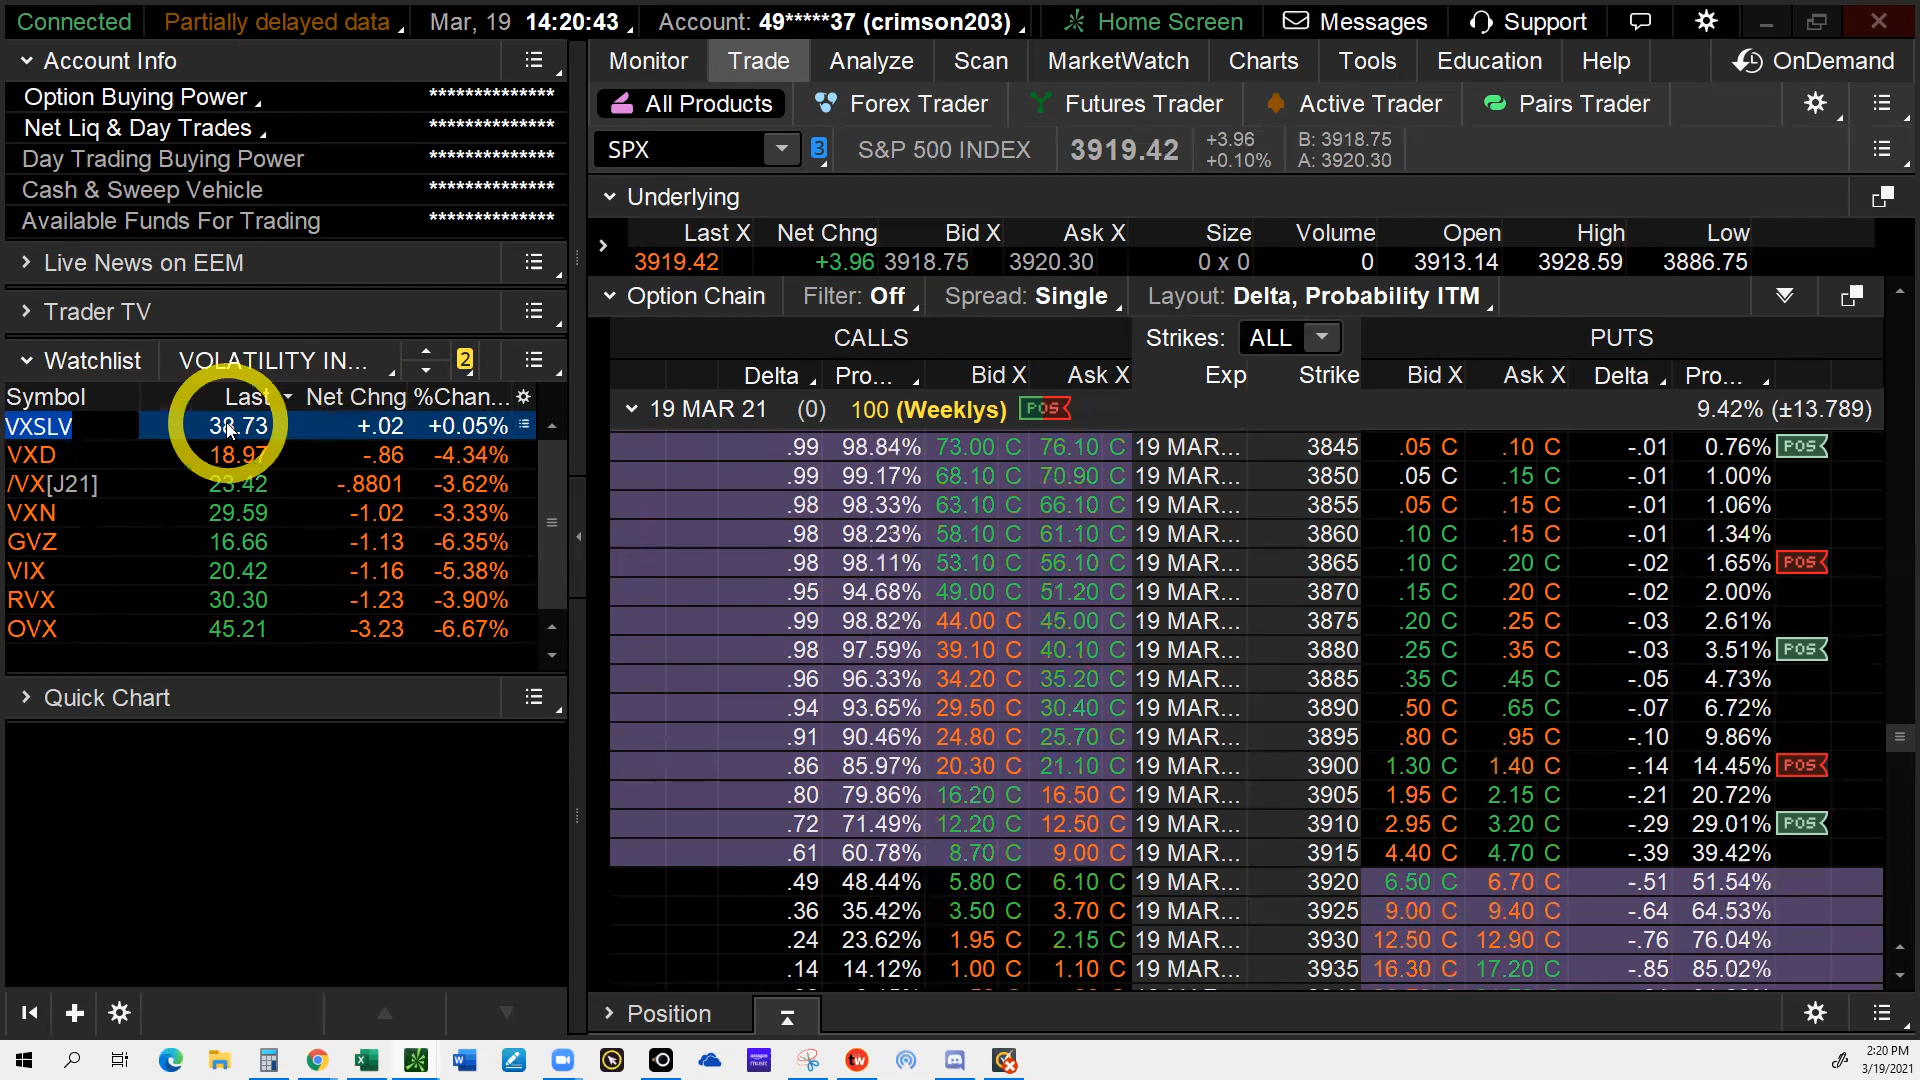 Connected Partially delayed data Mar, 19 14:20:43 Account: 49*****37 (crimson203) Home Screen Messages Support
Account Info
Option Buying Power **************
Net Liq & Day Trades **************
Day Trading Buying Power **************
Cash & Sweep Vehicle **************
Available Funds For Trading **************
Live News on EEM
Trader TV
Watchlist VOLATILITY IN... 2
Symbol Last Net Chng %Chan...
VXSLV 38.73 +.02 +0.05%
VXD 18.97 -.86 -4.34%
/VX[J21] 23.42 -.8801 -3.62%
VXN 29.59 -1.02 -3.33%
GVZ 16.66 -1.13 -6.35%
VIX 20.42 -1.16 -5.38%
RVX 30.30 -1.23 -3.90%
OVX 45.21 -3.23 -6.67%
Quick Chart
Monitor Trade Analyze Scan MarketWatch Charts Tools Education Help OnDemand
All Products Forex Trader Futures Trader Active Trader Pairs Trader
SPX 3 S&P 500 INDEX 3919.42 +3.96 +0.10% B: 3918.75 A: 3920.30
Underlying
Last X Net Chng Bid X Ask X Size Volume Open High Low
3919.42 +3.96 3918.75 3920.30 0 x 0 0 3913.14 3928.59 3886.75
Option Chain Filter: Off Spread: Single Layout: Delta, Probability ITM
CALLS Strikes: ALL PUTS
Delta Pro... Bid X Ask X Exp Strike Bid X Ask X Delta Pro...
19 MAR 21 (0) 100 (Weeklys) POS 9.42% (±13.789)
.99 98.84% 73.00 C 76.10 C 19 MAR... 3845 .05 C .10 C -.01 0.76% POS
.99 99.17% 68.10 C 70.90 C 19 MAR... 3850 .05 C .15 C -.01 1.00%
.98 98.33% 63.10 C 66.10 C 19 MAR... 3855 .05 C .15 C -.01 1.06%
.98 98.23% 58.10 C 61.10 C 19 MAR... 3860 .10 C .15 C -.01 1.34%
.98 98.11% 53.10 C 56.10 C 19 MAR... 3865 .10 C .20 C -.02 1.65% POS
.95 94.68% 49.00 C 51.20 C 19 MAR... 3870 .15 C .20 C -.02 2.00%
.99 98.82% 44.00 C 45.00 C 19 MAR... 3875 .20 C .25 C -.03 2.61%
.98 97.59% 39.10 C 40.10 C 19 MAR... 3880 .25 C .35 C -.03 3.51% POS
.96 96.33% 34.20 C 35.20 C 19 MAR... 3885 .35 C .45 C -.05 4.73%
.94 93.65% 29.50 C 30.40 C 19 MAR... 3890 .50 C .65 C -.07 6.72%
.91 90.46% 24.80 C 25.70 C 19 MAR... 3895 .80 C .95 C -.10 9.86%
.86 85.97% 20.30 C 21.10 C 19 MAR... 3900 1.30 C 1.40 C -.14 14.45% POS
.80 79.86% 16.20 C 16.50 C 19 MAR... 3905 1.95 C 2.15 C -.21 20.72%
.72 71.49% 12.20 C 12.50 C 19 MAR... 3910 2.95 C 3.20 C -.29 29.01% POS
.61 60.78% 8.70 C 9.00 C 19 MAR... 3915 4.40 C 4.70 C -.39 39.42%
.49 48.44% 5.80 C 6.10 C 19 MAR... 3920 6.50 C 6.70 C -.51 51.54%
.36 35.42% 3.50 C 3.70 C 19 MAR... 3925 9.00 C 9.40 C -.64 64.53%
.24 23.62% 1.95 C 2.15 C 19 MAR... 3930 12.50 C 12.90 C -.76 76.04%
.14 14.12% 1.00 C 1.10 C 19 MAR... 3935 16.30 C 17.20 C -.85 85.02%
Position
amazon music tw
2:20 PM
3/19/2021